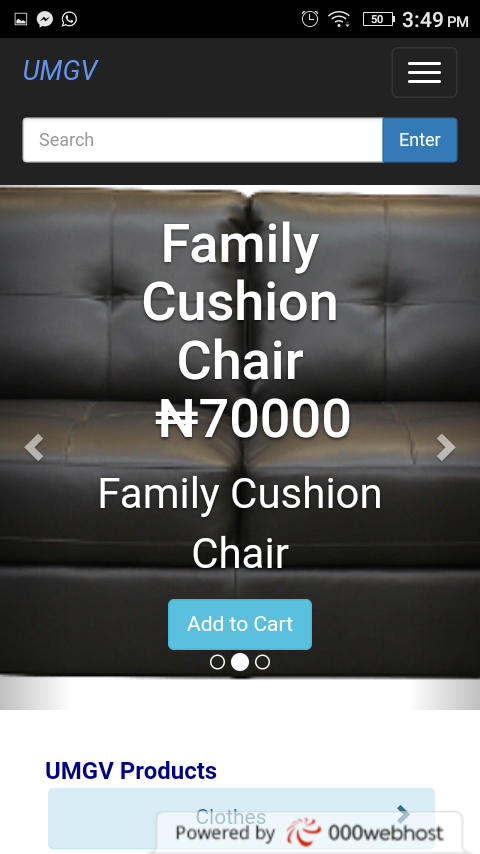 50 3:49 PM
UMGV
Search Enter
Family
Cushion
Chair
₦70000
Family Cushion
Chair
Add to Cart
UMGV Products
Clothes
Powered by 000webhost